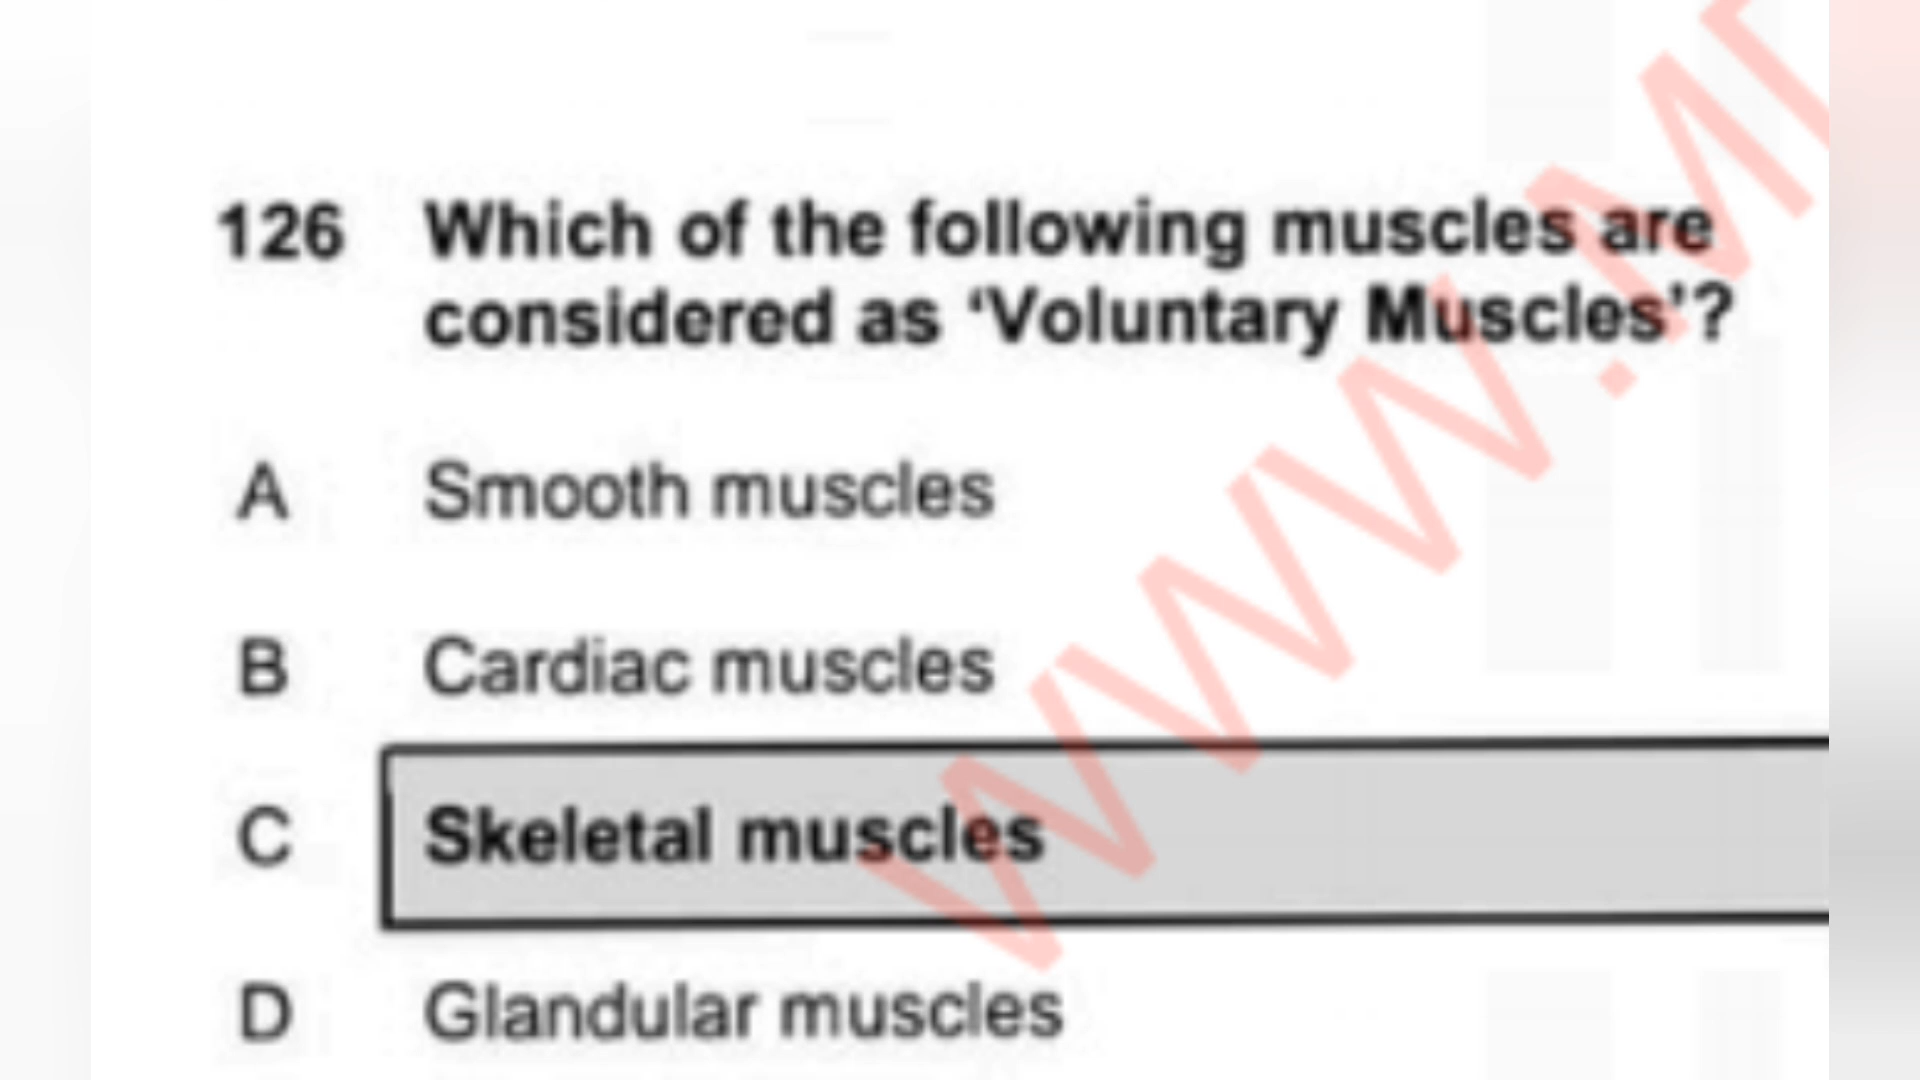 126 Which of the following muscles are
considered as ‘Voluntary Muscles’?
A Smooth muscles
B Cardiac muscles
C Skeletal muscles
D Glandular muscles
www.